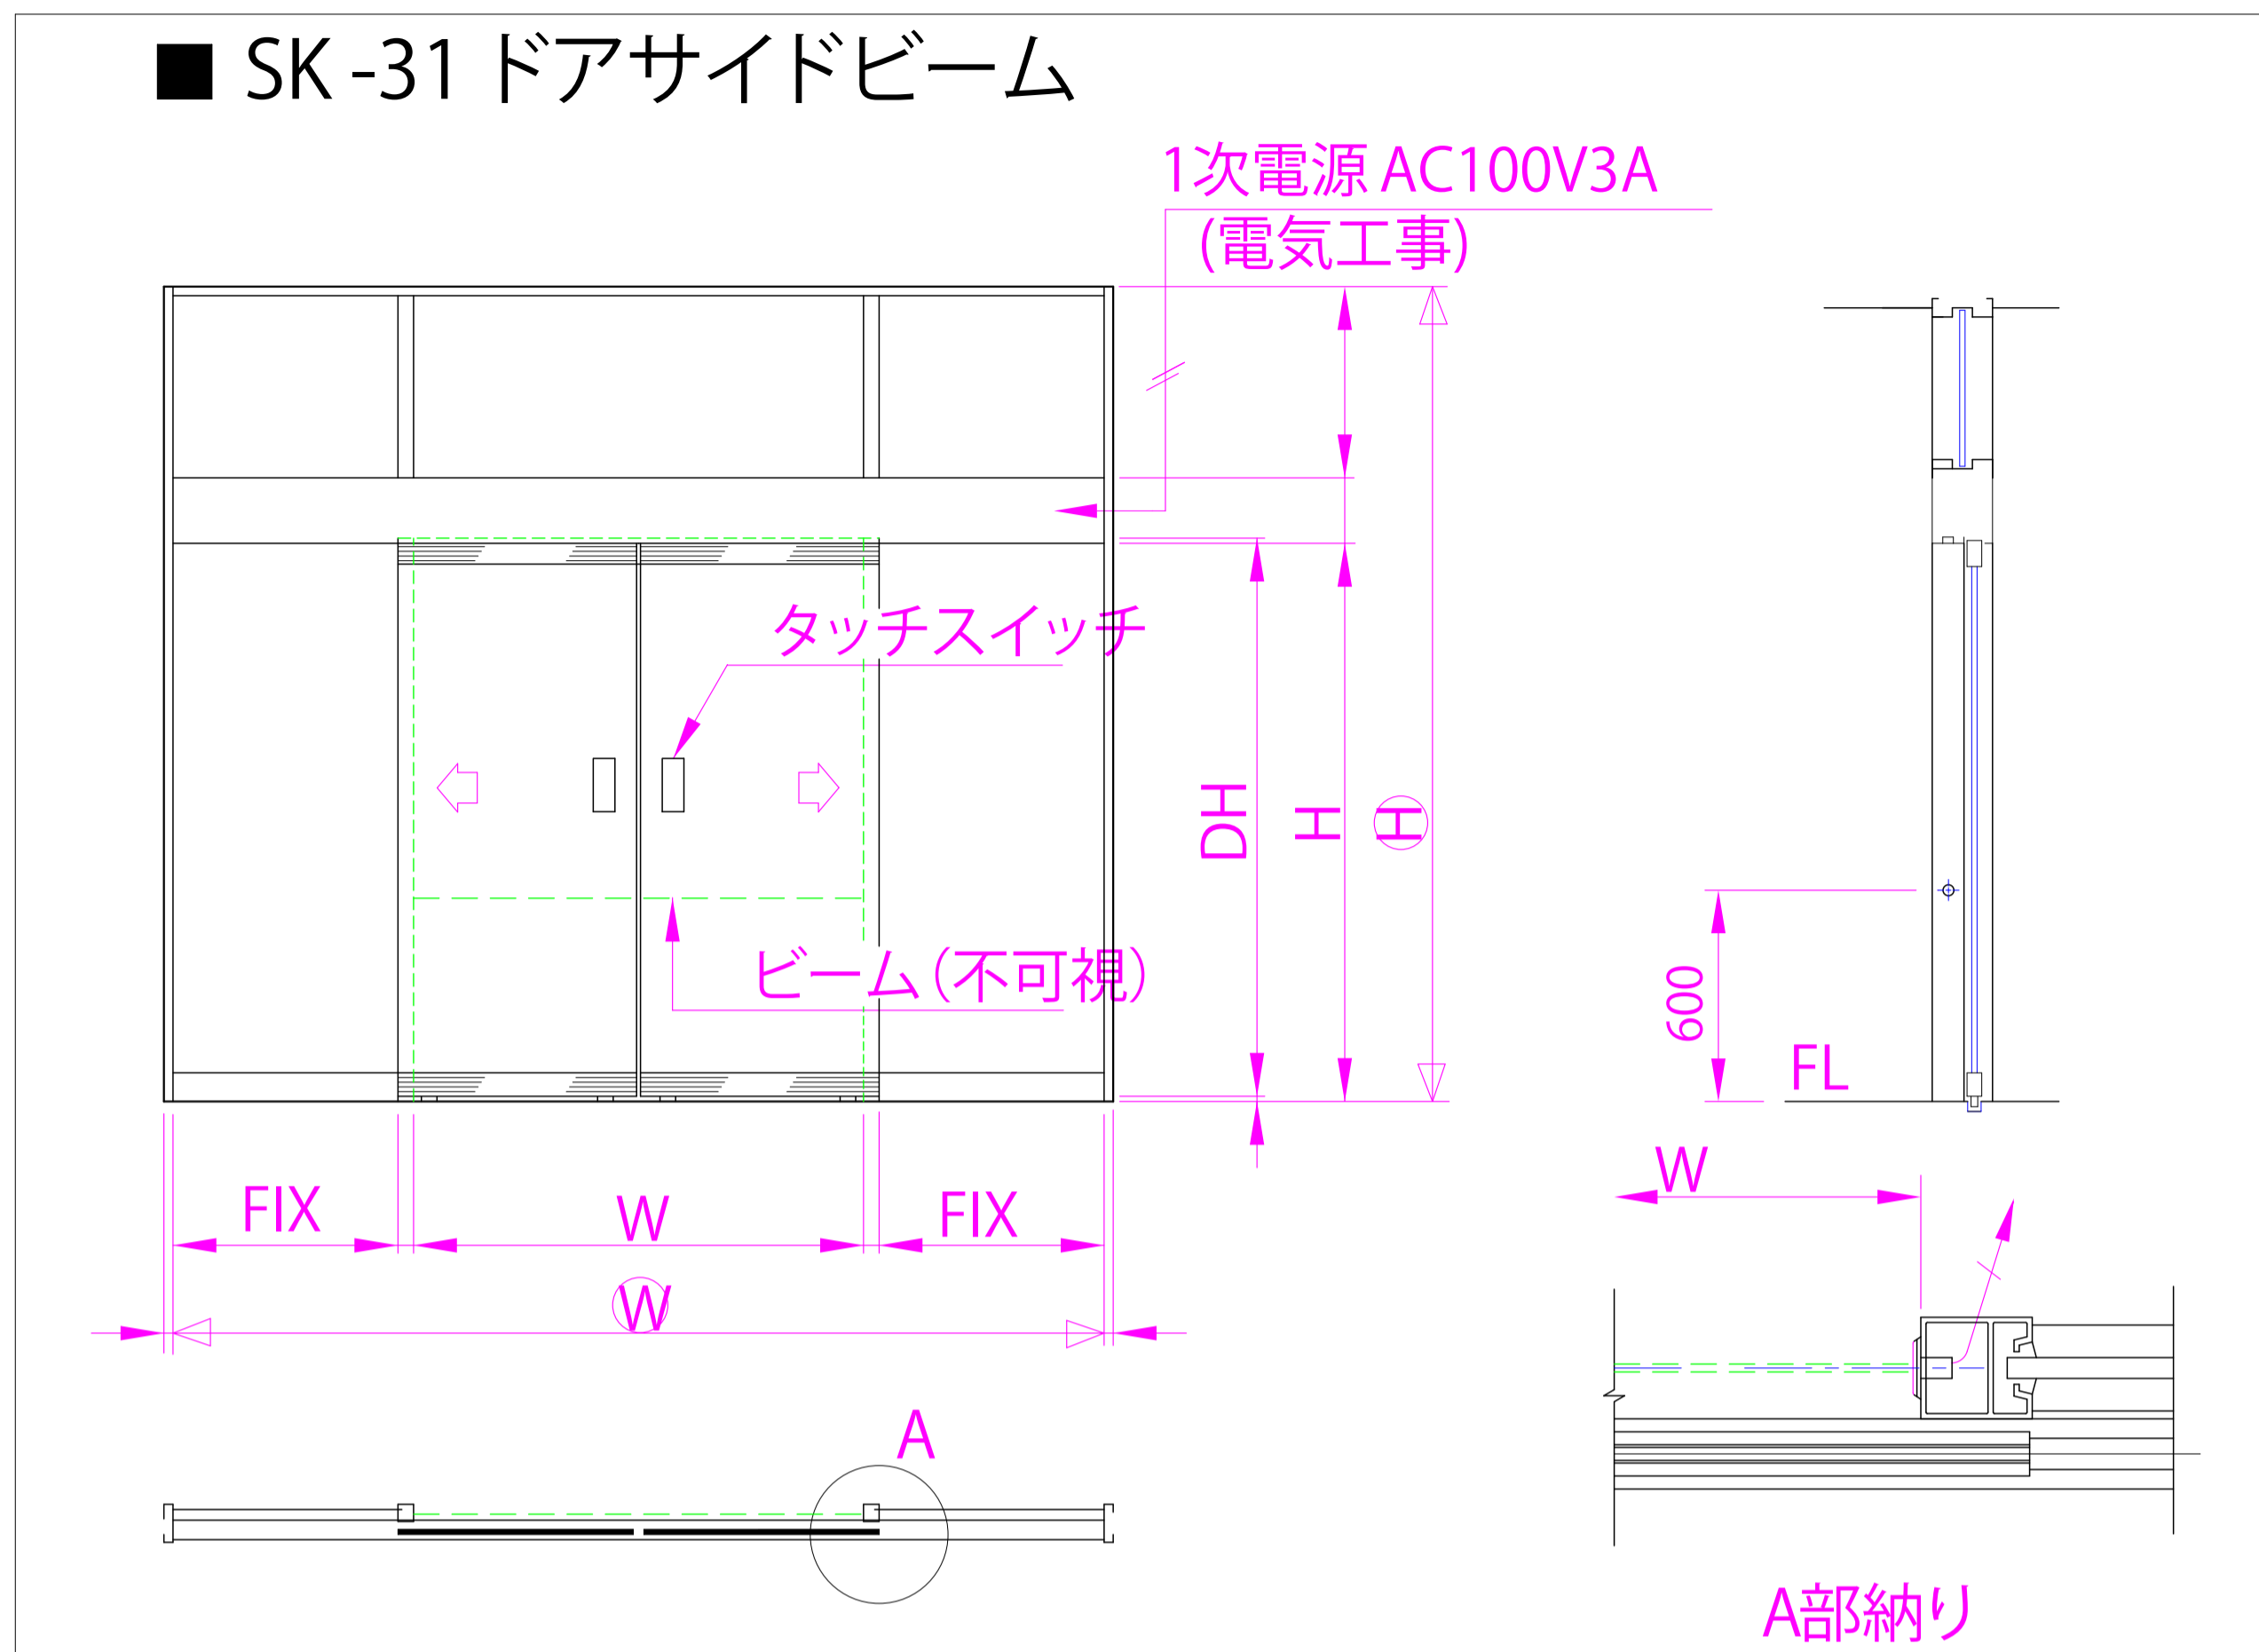 ■ SK -31 ドアサイドビーム
1次電源 AC100V3A
(電気工事)
タッチスイッチ
DH
H
H
ビーム(不可視)
600
FL
W
FIX
W
FIX
W
A
A部納り